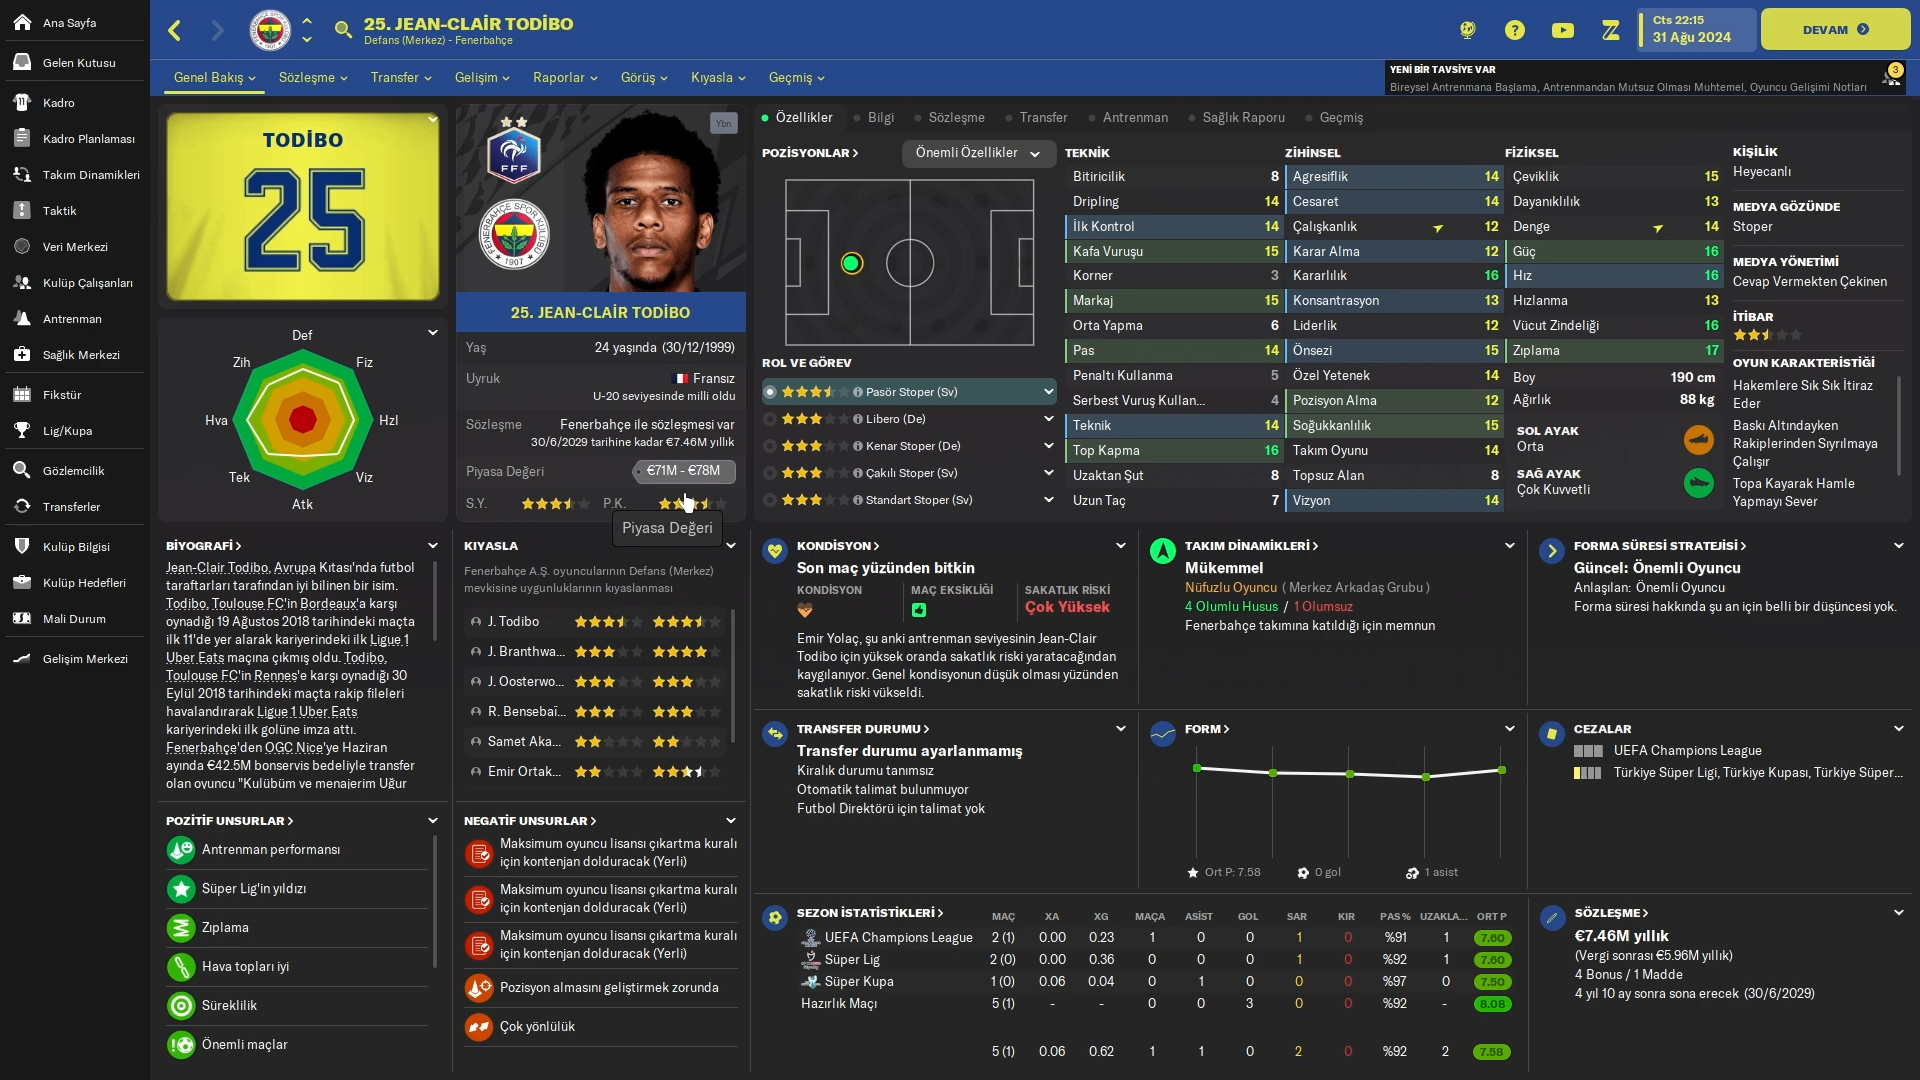 Ana Sayfa
Gelen Kutusu
Kadro
Kadro Planlaması
Takım Dinamikleri
Taktik
Veri Merkezi
Kulüp Çalışanları
Antrenman
Sağlık Merkezi
Fikstür
Lig/Kupa
Gözlemcilik
Transferler
Kulüp Bilgisi
Kulüp Hedefleri
Mali Durum
Gelişim Merkezi
25. JEAN-CLAİR TODİBO
Defans (Merkez) - Fenerbahçe
Cts 22:15
31 Ağu 2024
DEVAM
Genel Bakış Sözleşme Transfer Gelişim Raporlar Görüş Kıyasla Geçmiş
YENİ BİR TAVSİYE VAR
Bireysel Antrenmana Başlama, Antrenmandan Mutsuz Olması Muhtemel, Oyuncu Gelişimi Notları
3
TODİBO
25
Def
Fiz
Hzl
Viz
Atk
Tek
Hva
Zih
FFF
FENERBAHÇE SPOR KULÜBÜ
1907
Ybn
25. JEAN-CLAİR TODİBO
Yaş 24 yaşında (30/12/1999)
Uyruk Fransız
U-20 seviyesinde milli oldu
Sözleşme Fenerbahçe ile sözleşmesi var
30/6/2029 tarihine kadar €7.46M yıllık
Piyasa Değeri €71M - €78M
S.Y. P.K.
Piyasa Değeri
Özellikler Bilgi Sözleşme Transfer Antrenman Sağlık Raporu Geçmiş
POZİSYONLAR
Önemli Özellikler
ROL VE GÖREV
Pasör Stoper (Sv)
Libero (De)
Kenar Stoper (De)
Çakılı Stoper (Sv)
Standart Stoper (Sv)
TEKNİK
Bitiricilik 8
Dripling 14
İlk Kontrol 14
Kafa Vuruşu 15
Korner 3
Markaj 15
Orta Yapma 6
Pas 14
Penaltı Kullanma 5
Serbest Vuruş Kullan... 4
Teknik 14
Top Kapma 16
Uzaktan Şut 8
Uzun Taç 7
ZİHİNSEL
Agresiflik 14
Cesaret 14
Çalışkanlık 12
Karar Alma 12
Kararlılık 16
Konsantrasyon 13
Liderlik 12
Önsezi 15
Özel Yetenek 14
Pozisyon Alma 12
Soğukkanlılık 15
Takım Oyunu 14
Topsuz Alan 8
Vizyon 14
FİZİKSEL
Çeviklik 15
Dayanıklılık 13
Denge 14
Güç 16
Hız 16
Hızlanma 13
Vücut Zindeliği 16
Zıplama 17
Boy 190 cm
Ağırlık 88 kg
SOL AYAK
Orta
SAĞ AYAK
Çok Kuvvetli
KİŞİLİK
Heyecanlı
MEDYA GÖZÜNDE
Stoper
MEDYA YÖNETİMİ
Cevap Vermekten Çekinen
İTİBAR
OYUN KARAKTERİSTİĞİ
Hakemlere Sık Sık İtiraz
Eder
Baskı Altındayken
Rakiplerinden Sıyrılmaya
Çalışır
Topa Kayarak Hamle
Yapmayı Sever
BİYOGRAFİ
Jean-Clair Todibo, Avrupa Kıtası'nda futbol
taraftarları tarafından iyi bilinen bir isim.
Todibo, Toulouse FC'in Bordeaux'a karşı
oynadığı 19 Ağustos 2018 tarihindeki maçta
ilk 11'de yer alarak kariyerindeki ilk Ligue 1
Uber Eats maçına çıkmış oldu. Todibo,
Toulouse FC'in Rennes'e karşı oynadığı 30
Eylül 2018 tarihindeki maçta rakip fileleri
havalandırarak Ligue 1 Uber Eats
kariyerindeki ilk golüne imza attı.
Fenerbahçe'den OGC Nice'ye Haziran
ayında €42.5M bonservis bedeliyle transfer
olan oyuncu "Kulübüm ve menajerim Uğur
KIYASLA
Fenerbahçe A.Ş. oyuncularının Defans (Merkez)
mevkisine uygunluklarının kıyaslanması
J. Todibo
J. Branthwa...
J. Oosterwo...
R. Bensebaï...
Samet Aka...
Emir Ortak...
KONDİSYON
Son maç yüzünden bitkin
KONDİSYON MAÇ EKSİKLİĞİ SAKATLIK RİSKİ
Çok Yüksek
Emir Yolaç, şu anki antrenman seviyesinin Jean-Clair
Todibo için yüksek oranda sakatlık riski yaratacağından
kaygılanıyor. Genel kondisyonun düşük olması yüzünden
sakatlık riski yükseldi.
TAKIM DİNAMİKLERİ
Mükemmel
Nüfuzlu Oyuncu ( Merkez Arkadaş Grubu )
4 Olumlu Husus / 1 Olumsuz
Fenerbahçe takımına katıldığı için memnun
FORMA SÜRESİ STRATEJİSİ
Güncel: Önemli Oyuncu
Anlaşılan: Önemli Oyuncu
Forma süresi hakkında şu an için belli bir düşüncesi yok.
TRANSFER DURUMU
Transfer durumu ayarlanmamış
Kiralık durumu tanımsız
Otomatik talimat bulunmuyor
Futbol Direktörü için talimat yok
FORM
Ort P: 7.58 0 gol 1 asist
CEZALAR
UEFA Champions League
Türkiye Süper Ligi, Türkiye Kupası, Türkiye Süper...
POZİTİF UNSURLAR
Antrenman performansı
Süper Lig'in yıldızı
Zıplama
Hava topları iyi
Süreklilik
Önemli maçlar
NEGATİF UNSURLAR
Maksimum oyuncu lisansı çıkartma kuralı
için kontenjan dolduracak (Yerli)
Maksimum oyuncu lisansı çıkartma kuralı
için kontenjan dolduracak (Yerli)
Maksimum oyuncu lisansı çıkartma kuralı
için kontenjan dolduracak (Yerli)
Pozisyon almasını geliştirmek zorunda
Çok yönlülük
SEZON İSTATİSTİKLERİ MAÇ XA XG MAÇA ASİST GOL SAR KIR PAS % UZAKLA... ORT P
UEFA Champions League 2 (1) 0.00 0.23 1 0 0 1 0 %91 1 7.60
Süper Lig 2 (0) 0.00 0.36 0 0 0 1 0 %92 1 7.60
Süper Kupa 1 (0) 0.06 0.04 0 1 0 0 0 %97 0 7.50
Hazırlık Maçı 5 (1) - - 0 0 3 0 0 %92 - 8.08
5 (1) 0.06 0.62 1 1 0 2 0 %92 2 7.58
SÖZLEŞME
€7.46M yıllık
(Vergi sonrası €5.96M yıllık)
4 Bonus / 1 Madde
4 yıl 10 ay sonra sona erecek (30/6/2029)